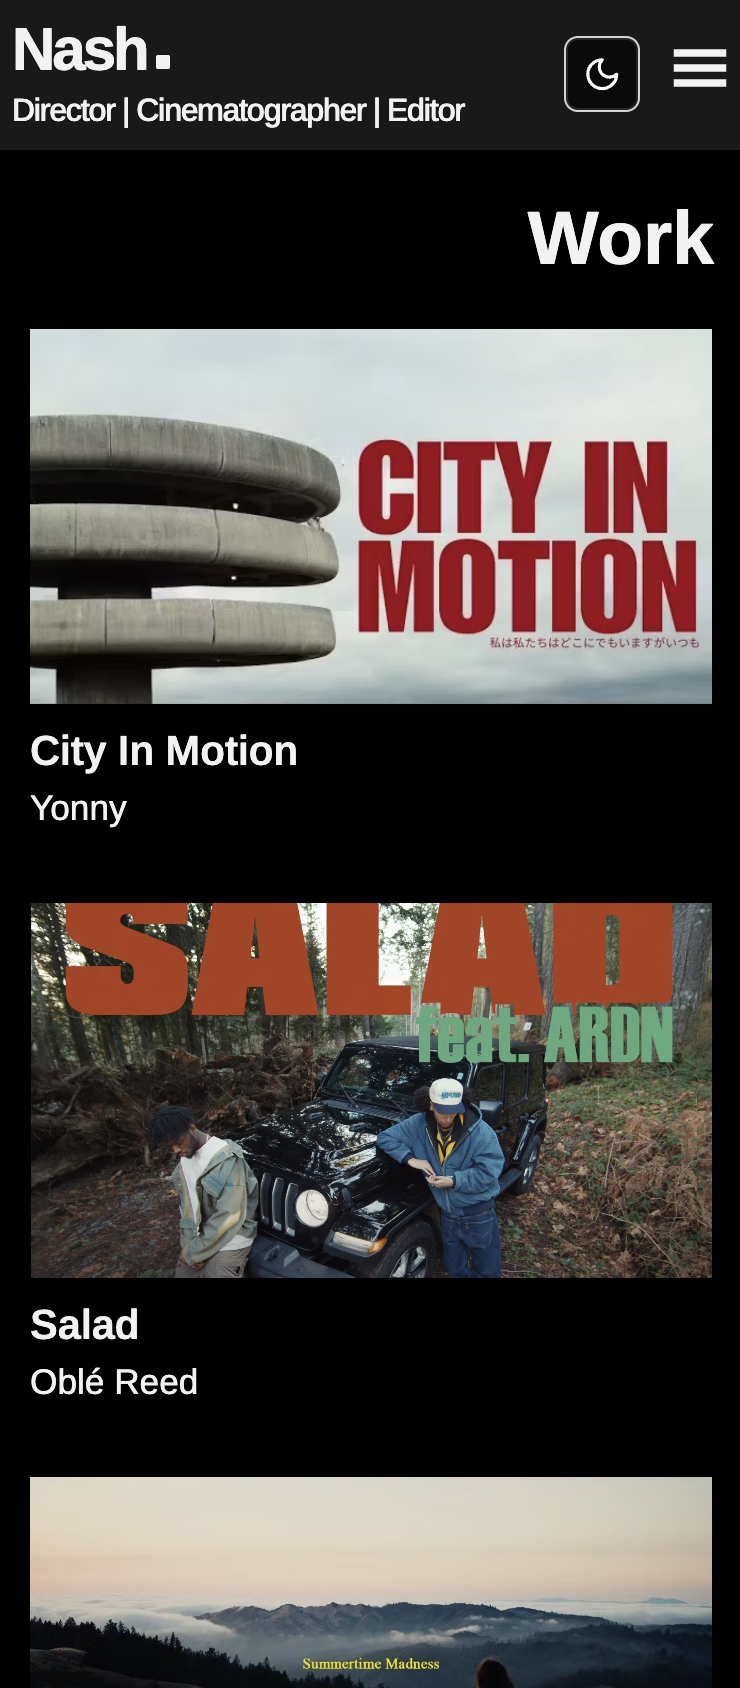 Nash.
Director | Cinematographer | Editor
Work
CITY IN
MOTION
私は私たちはどこにでもいますがいつも
City In Motion
Yonny
SALAD
feat. ARDN
Salad
Oblé Reed
Summertime Madness